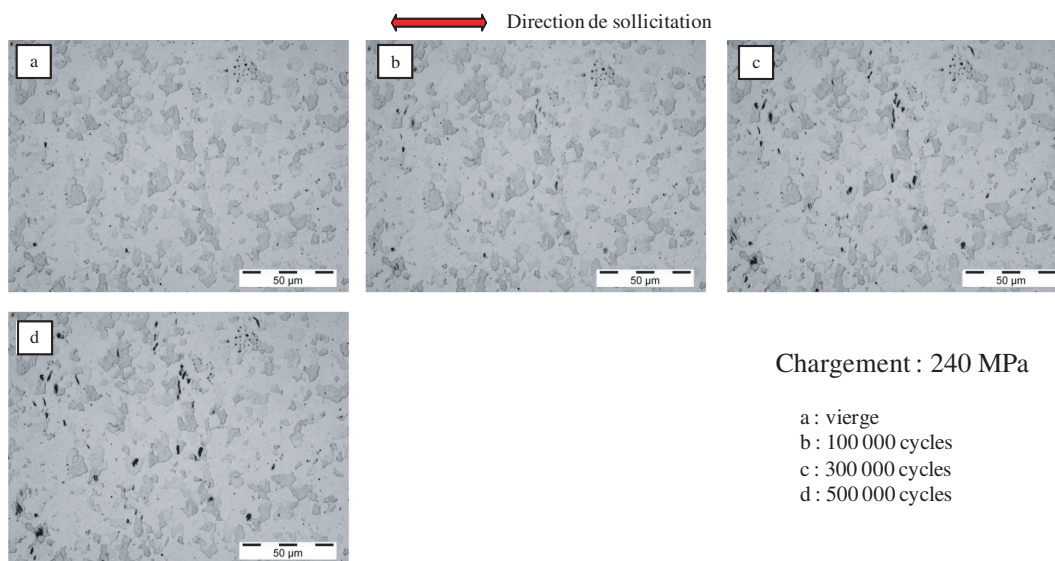 Direction de sollicitation
a
b
c
50 µm
50 µm
50 µm
d
50 µm
Chargement : 240 MPa
a : vierge
b : 100 000 cycles
c : 300 000 cycles
d : 500 000 cycles